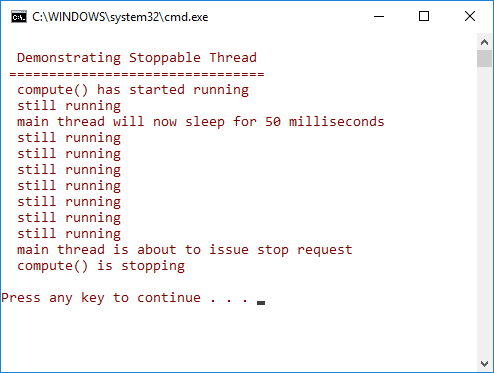 C:\WINDOWS\system32\cmd.exe
Demonstrating Stoppable Thread
================================
compute() has started running
still running
main thread will now sleep for 50 milliseconds
still running
still running
still running
still running
still running
still running
still running
main thread is about to issue stop request
compute() is stopping
Press any key to continue . . .